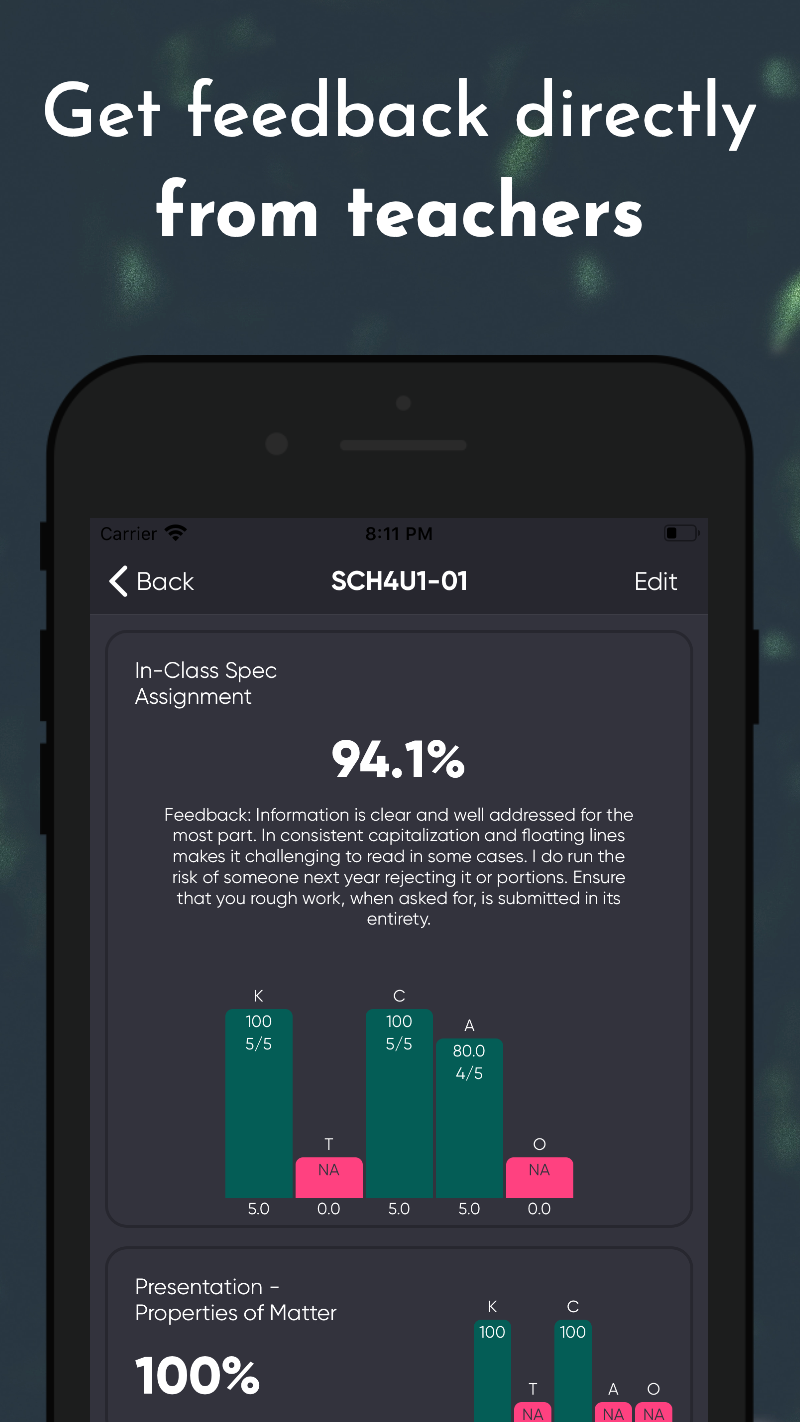 Get feedback directly
from teachers
Carrier 8:11 PM
Back SCH4U1-01 Edit
In-Class Spec
Assignment
94.1%
Feedback: Information is clear and well addressed for the
most part. In consistent capitalization and floating lines
makes it challenging to read in some cases. I do run the
risk of someone next year rejecting it or portions. Ensure
that you rough work, when asked for, is submitted in its
entirety.
K C
100 100 A
5/5 5/5 80.0
4/5
T O
NA NA
5.0 0.0 5.0 5.0 0.0
Presentation -
Properties of Matter
100%
K C
100 100
T A O
NA NA NA